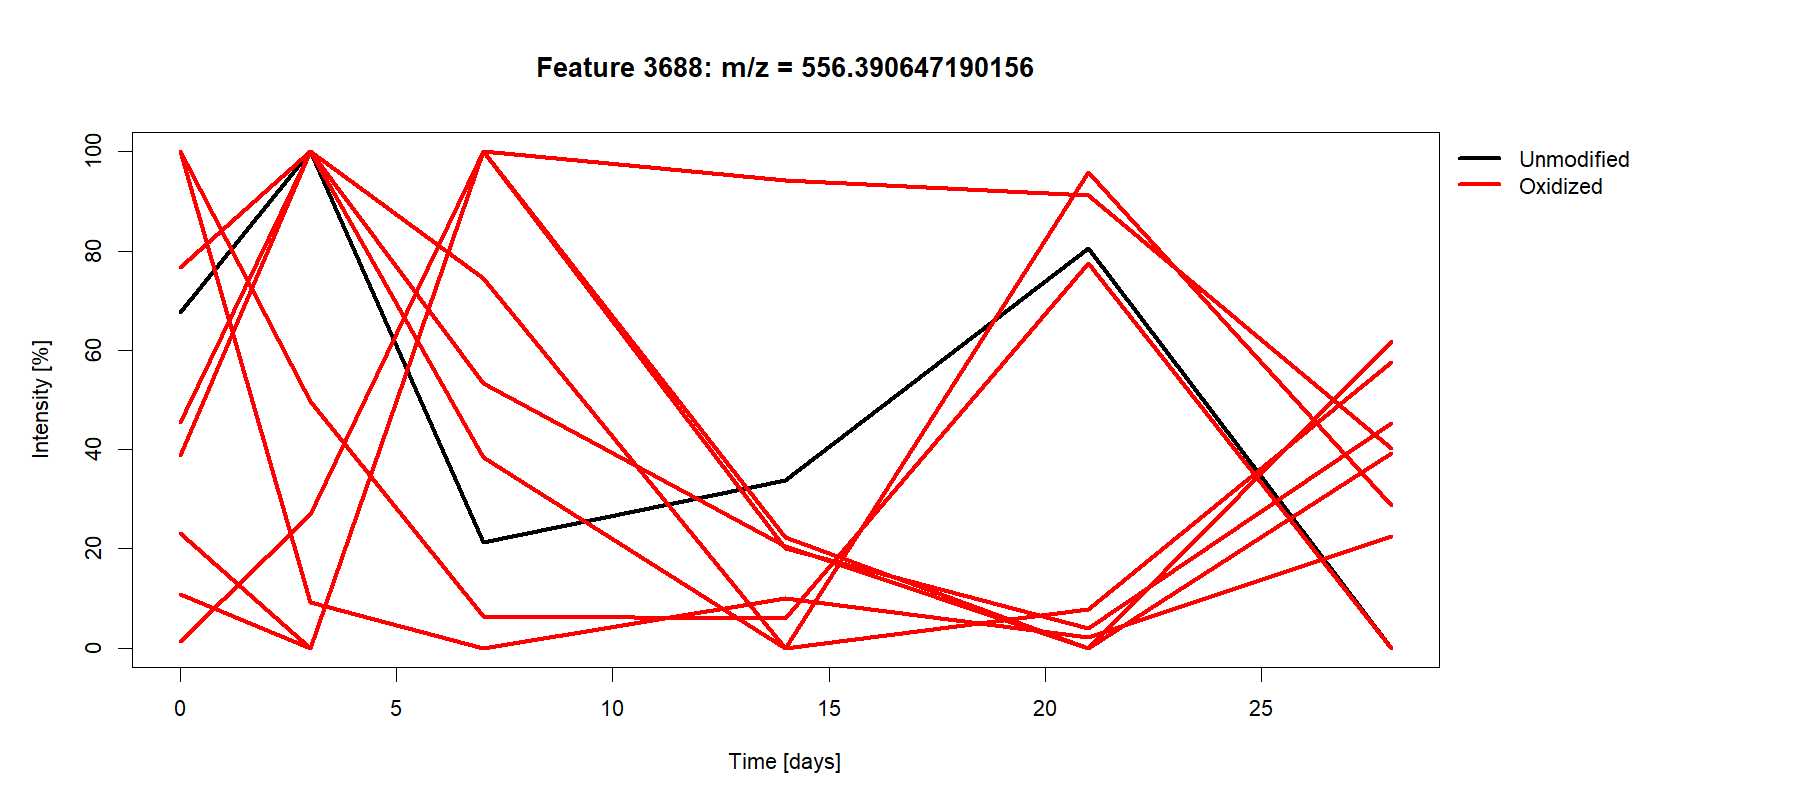 Feature 3688: m/z = 556.390647190156
Unmodified
Oxidized
Intensity [%]
100
80
60
40
20
0
0 5 10 15 20 25
Time [days]